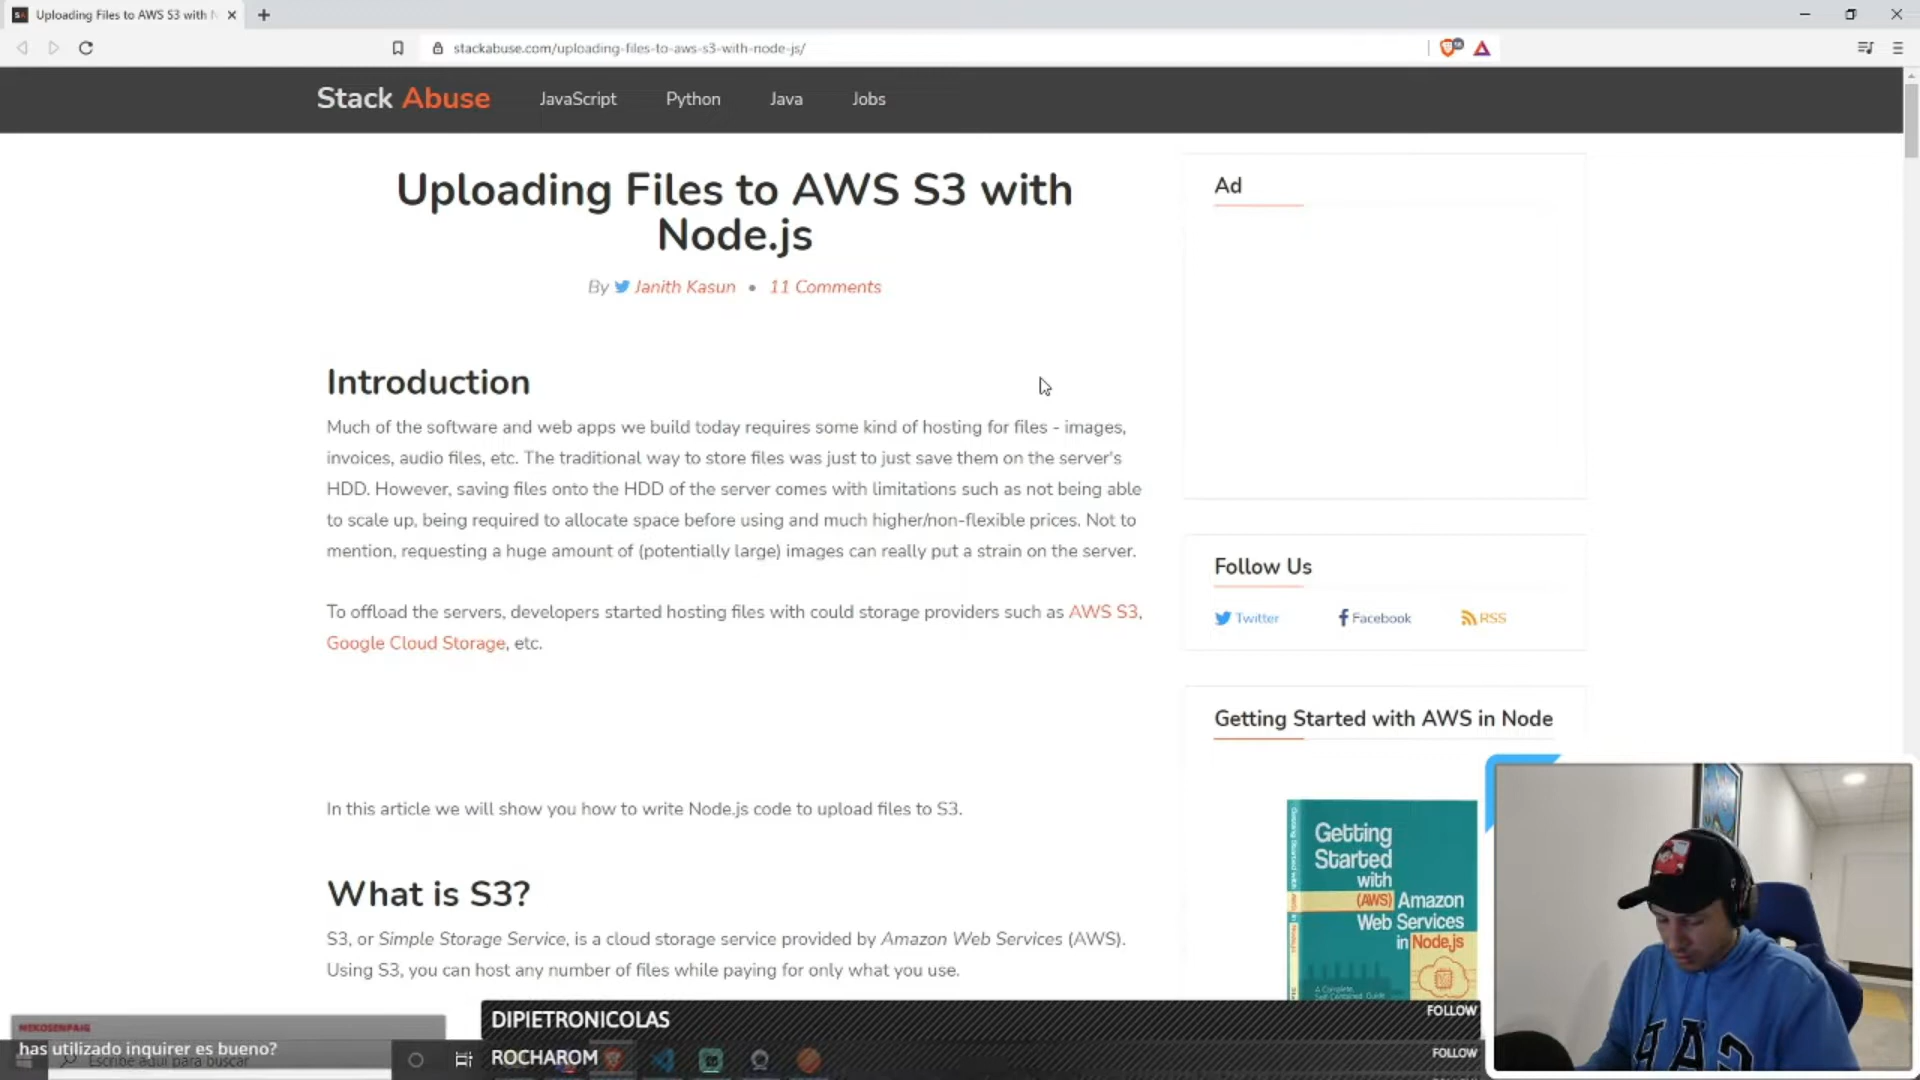 Uploading Files to AWS S3 with
stackabuse.com/uploading-files-to-aws-s3-with-node-js/
Stack Abuse
JavaScript
Python
Java
Jobs
Uploading Files to AWS S3 with
Node.js
By Janith Kasun • 11 Comments
Introduction
Much of the software and web apps we build today requires some kind of hosting for files - images,
invoices, audio files, etc. The traditional way to store files was just to just save them on the server's
HDD. However, saving files onto the HDD of the server comes with limitations such as not being able
to scale up, being required to allocate space before using and much higher/non-flexible prices. Not to
mention, requesting a huge amount of (potentially large) images can really put a strain on the server.
To offload the servers, developers started hosting files with could storage providers such as AWS S3,
Google Cloud Storage, etc.
In this article we will show you how to write Node.js code to upload files to S3.
What is S3?
S3, or Simple Storage Service, is a cloud storage service provided by Amazon Web Services (AWS).
Using S3, you can host any number of files while paying for only what you use.
Ad
Follow Us
Twitter
Facebook
RSS
Getting Started with AWS in Node
Getting
Started
with
(AWS) Amazon
Web Services
in Node.js
A Complete,
GAP
NEKOSENPAIG
has utilizado inquirer es bueno?
Escribe aquí para buscar
DIPIETRONICOLAS
FOLLOW
ROCHAROM
FOLLOW